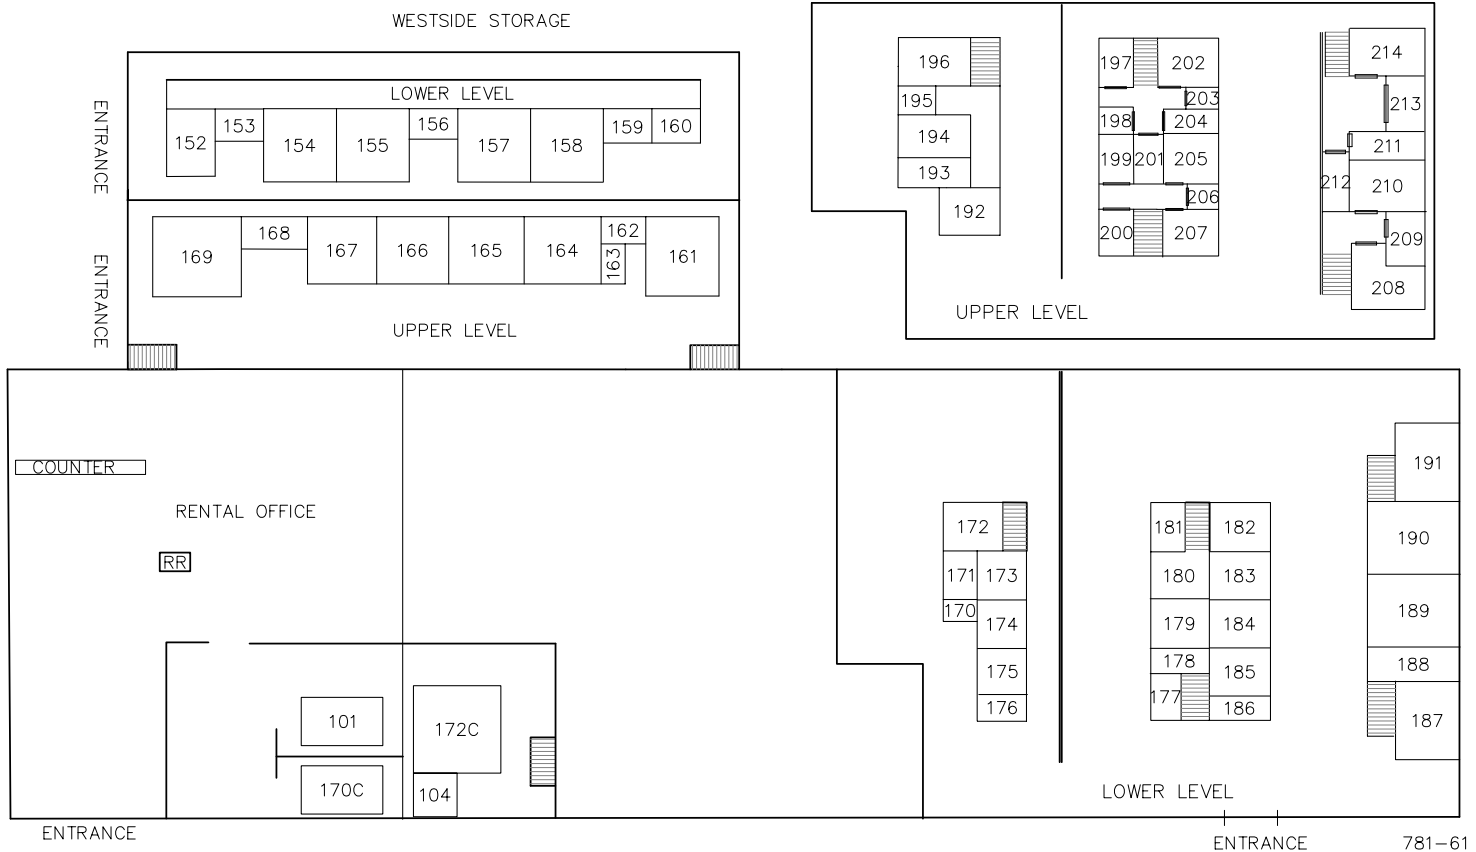 WESTSIDE STORAGE
ENTRANCE
LOWER LEVEL
152 153 154 155 156 157 158 159 160
ENTRANCE
169 168 167 166 165 164 162 163 161
UPPER LEVEL
196
195
194
193
192
197 202
203
198 204
199 201 205
206
200 207
214
213
211
212 210
209
208
UPPER LEVEL
COUNTER
RENTAL OFFICE
RR
101
172C
170C
104
ENTRANCE
172
171 173
170
174
175
176
181 182
180 183
179 184
178
185
177
186
191
190
189
188
187
LOWER LEVEL
ENTRANCE
781-61